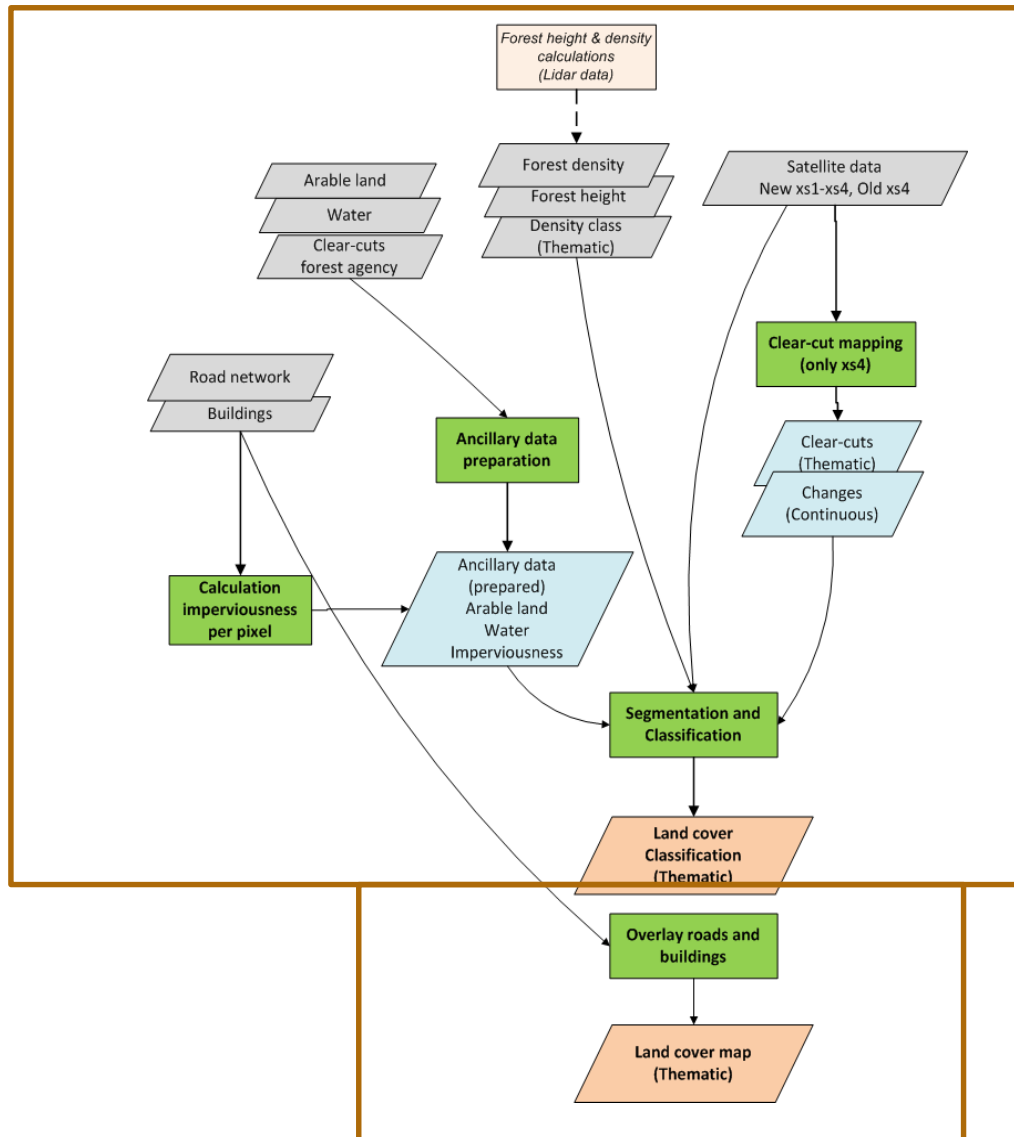 Forest height & density
calculations
(Lidar data)
Forest density
Forest height
Density class
(Thematic)
Arable land
Water
Clear-cuts
forest agency
Satellite data
New xs1-xs4, Old xs4
Clear-cut mapping
(only xs4)
Road network
Buildings
Ancillary data
preparation
Clear-cuts
(Thematic)
Changes
(Continuous)
Calculation
imperviousness
per pixel
Ancillary data
(prepared)
Arable land
Water
Imperviousness
Segmentation and
Classification
Land cover
Classification
(Thematic)
Overlay roads and
buildings
Land cover map
(Thematic)